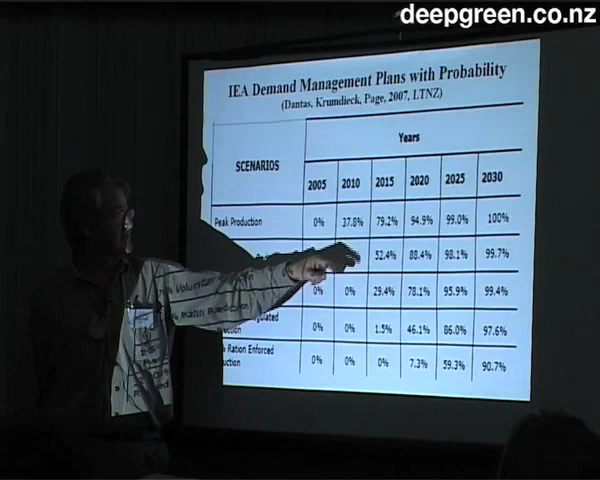 deepgreen.co.nz
IEA Demand Management Plans with Probability
(Dantas, Krumdieck, Page, 2007, LTNZ)
SCENARIOS
Years
2005 2010 2015 2020 2025 2030
Peak Production 0% 37.8% 79.2% 94.9% 99.0% 100%
52.4% 88.4% 98.1% 99.7%
0% 0% 29.4% 78.1% 95.9% 99.4%
0% 0% 1.5% 46.1% 86.0% 97.6%
Ration Enforced 0% 0% 0% 7.3% 59.3% 90.7%